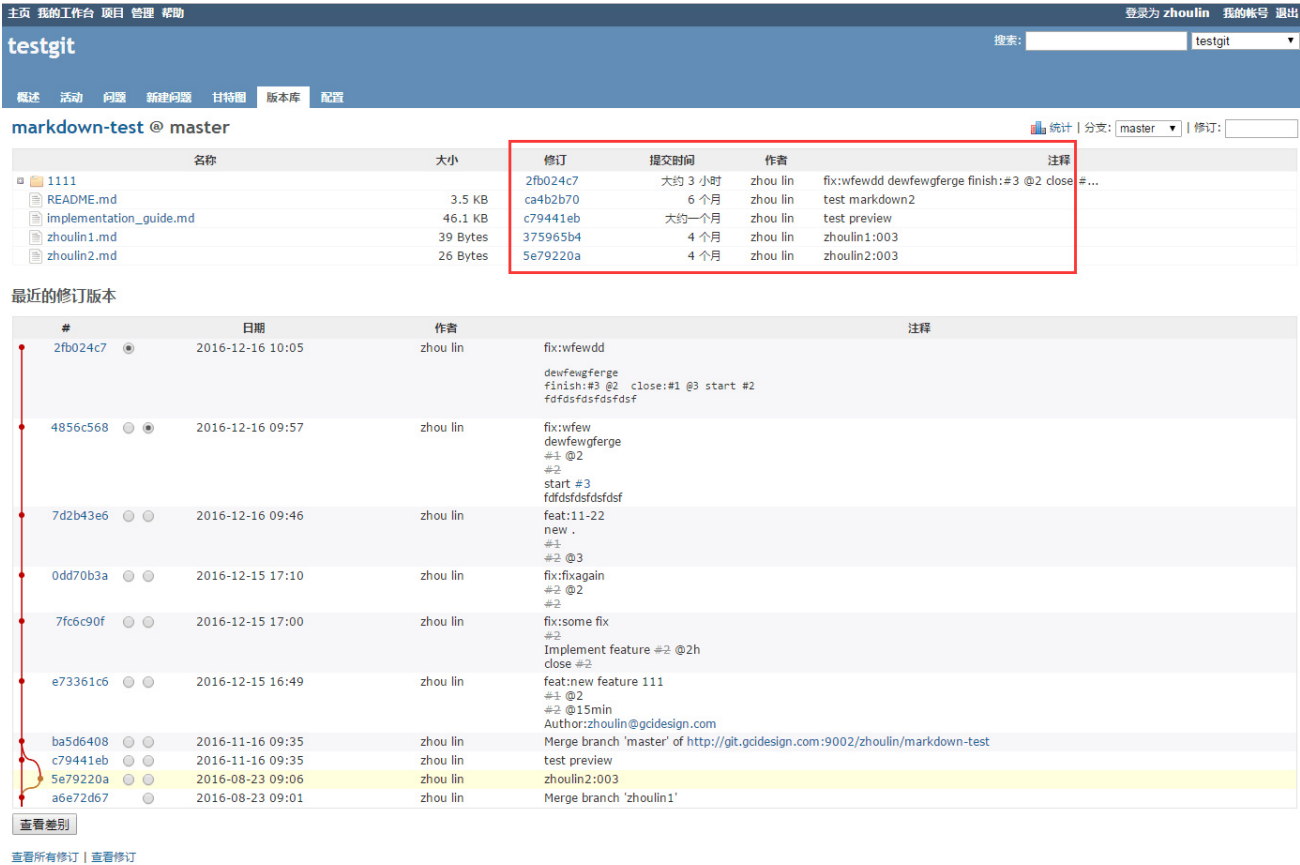 主页 我的工作台 项目 管理 帮助 登录为 zhoulin 我的帐号 退出
testgit 搜索: testgit
概述 活动 问题 新建问题 甘特图 版本库 配置
markdown-test @ master 统计 | 分支: master | 修订:
名称 大小 修订 提交时间 作者 注释
1111 2fb024c7 大约 3 小时 zhou lin fix:wfewdd dewfewgferge finish:#3 @2 close:#...
README.md 3.5 KB ca4b2b70 6 个月 zhou lin test markdown2
implementation_guide.md 46.1 KB c79441eb 大约一个月 zhou lin test preview
zhoulin1.md 39 Bytes 375965b4 4 个月 zhou lin zhoulin1:003
zhoulin2.md 26 Bytes 5e79220a 4 个月 zhou lin zhoulin2:003
最近的修订版本
# 日期 作者 注释
2fb024c7 2016-12-16 10:05 zhou lin fix:wfewdd
dewfewgferge
finish:#3 @2 close:#1 @3 start #2
fdfdsfdsfdsfdsf
4856c568 2016-12-16 09:57 zhou lin fix:wfew
dewfewgferge
#1 @2
#2
start #3
fdfdsfdsfdsfdsf
7d2b43e6 2016-12-16 09:46 zhou lin feat:11-22
new .
#1
#2 @3
0dd70b3a 2016-12-15 17:10 zhou lin fix:fixagain
#2 @2
#2
7fc6c90f 2016-12-15 17:00 zhou lin fix:some fix
#2
Implement feature #2 @2h
close #2
e73361c6 2016-12-15 16:49 zhou lin feat:new feature 111
#1 @2
#2 @15min
Author:zhoulin@gcidesign.com
ba5d6408 2016-11-16 09:35 zhou lin Merge branch 'master' of http://git.gcidesign.com:9002/zhoulin/markdown-test
c79441eb 2016-11-16 09:35 zhou lin test preview
5e79220a 2016-08-23 09:06 zhou lin zhoulin2:003
a6e72d67 2016-08-23 09:01 zhou lin Merge branch 'zhoulin1'
查看差别
查看所有修订 | 查看修订